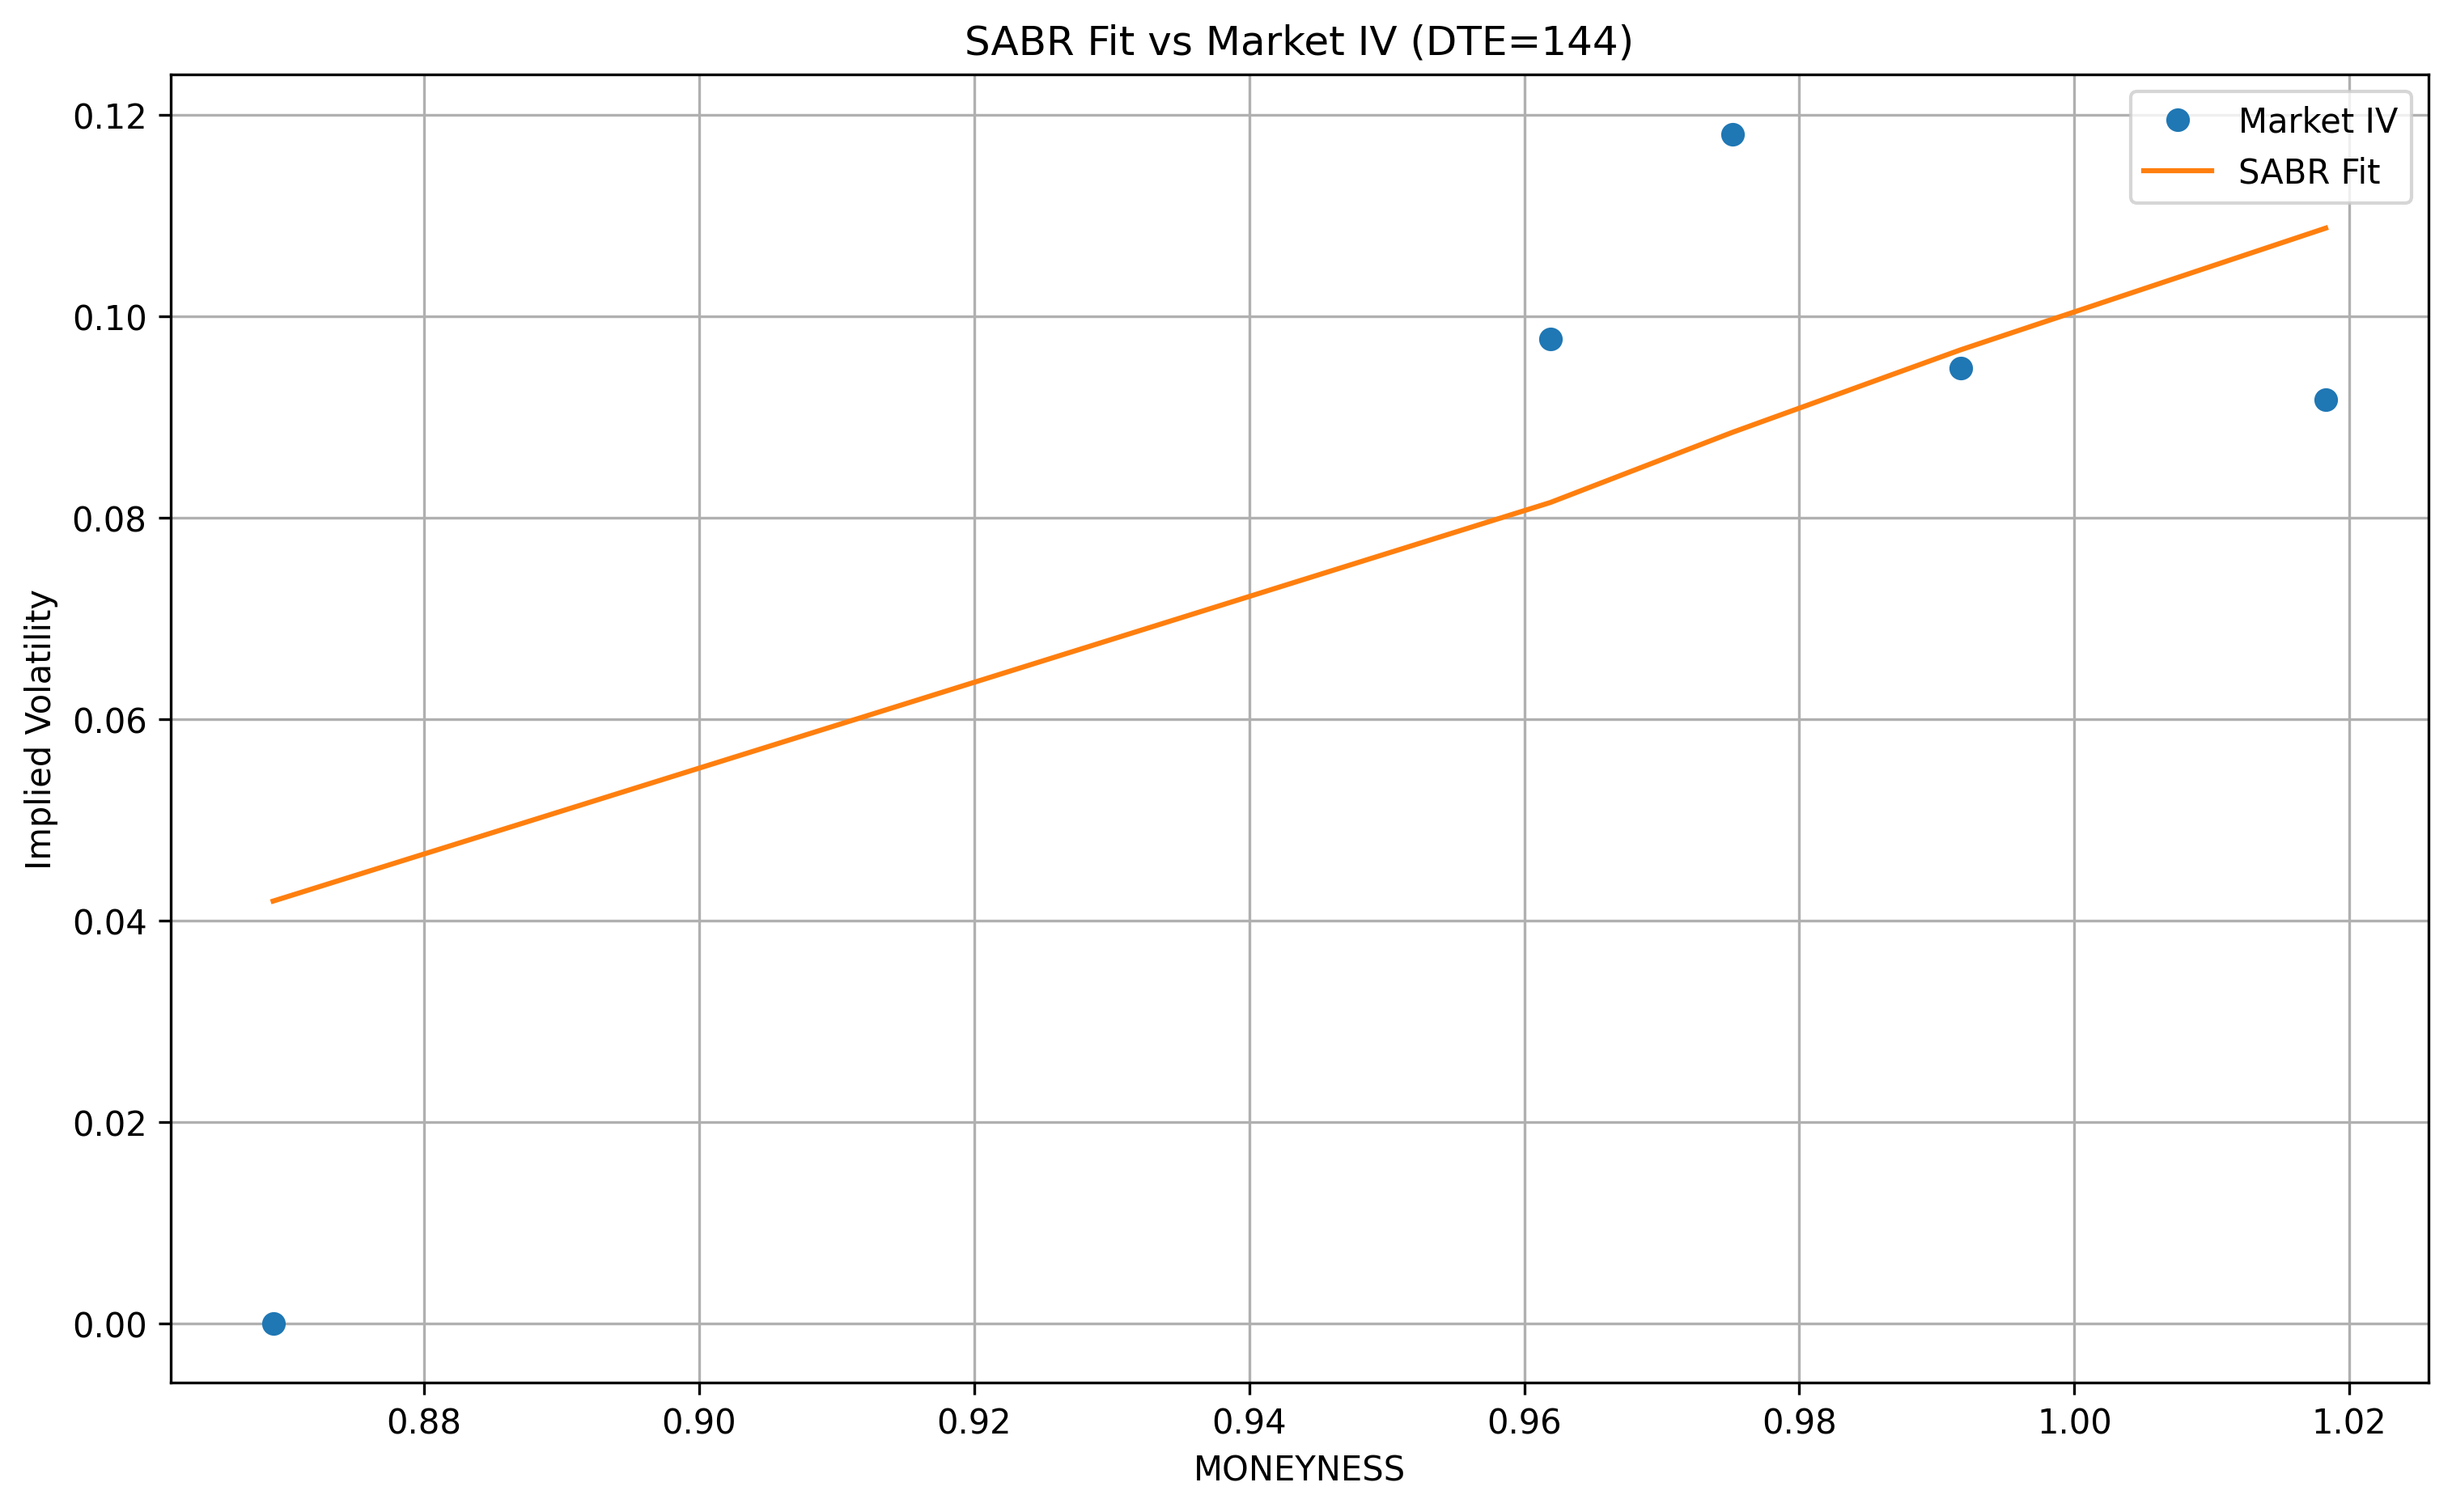 SABR Fit vs Market IV (DTE=144)
Market IV
SABR Fit
Implied Volatility
0.12
0.10
0.08
0.06
0.04
0.02
0.00
0.88 0.90 0.92 0.94 0.96 0.98 1.00 1.02
MONEYNESS